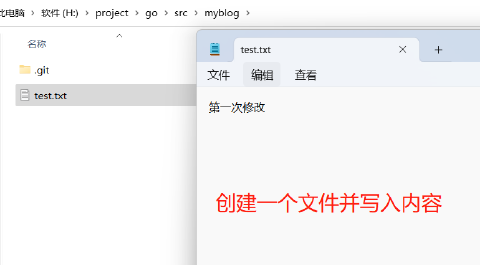 此电脑 > 软件 (H:) > project > go > src > myblog >
名称
.git
test.txt
test.txt
文件 编组 查看
第一次修改
创建一个文件并写入内容